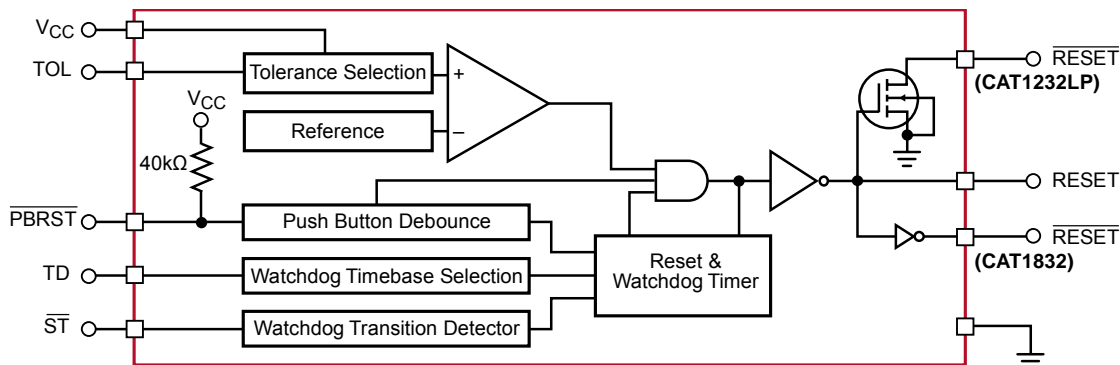 VCC
TOL
Tolerance Selection
+
Reference
–
VCC
40kΩ
PBRST
Push Button Debounce
TD
Watchdog Timebase Selection
ST
Watchdog Transition Detector
Reset &
Watchdog Timer
RESET
(CAT1232LP)
RESET
RESET
(CAT1832)